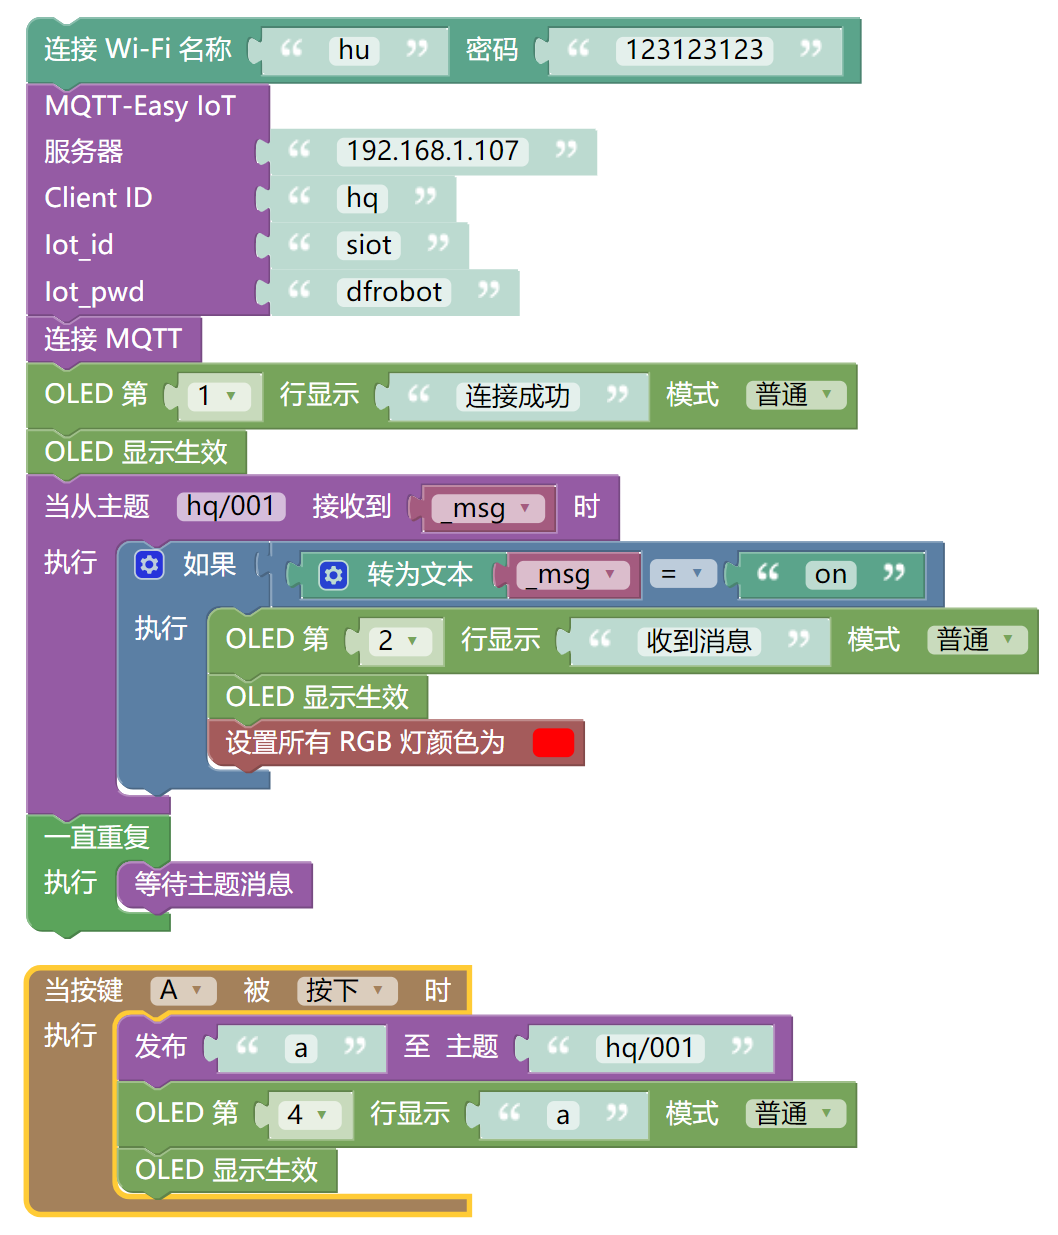 连接 Wi-Fi 名称 “ hu ” 密码 “ 123123123 ”
MQTT-Easy IoT
服务器 “ 192.168.1.107 ”
Client ID “ hq ”
Iot_id “ siot ”
Iot_pwd “ dfrobot ”
连接 MQTT
OLED 第 1 行显示 “ 连接成功 ” 模式 普通
OLED 显示生效
当从主题 hq/001 接收到 _msg 时
执行 如果 转为文本 _msg = “ on ”
执行 OLED 第 2 行显示 “ 收到消息 ” 模式 普通
OLED 显示生效
设置所有 RGB 灯颜色为
一直重复
执行 等待主题消息
当按键 A 被 按下 时
执行 发布 “ a ” 至 主题 “ hq/001 ”
OLED 第 4 行显示 “ a ” 模式 普通
OLED 显示生效